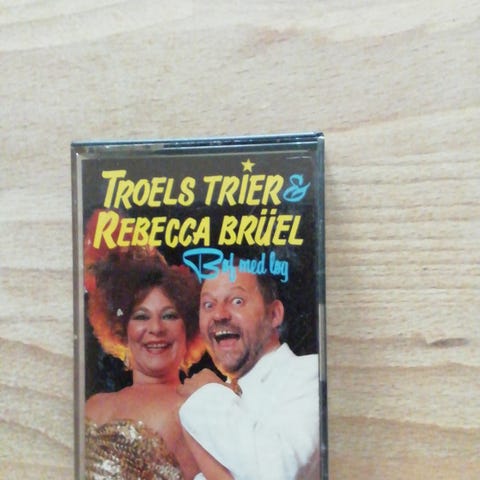 TROELS TRIER &
REBECCA BRÜEL
Bøf med løg